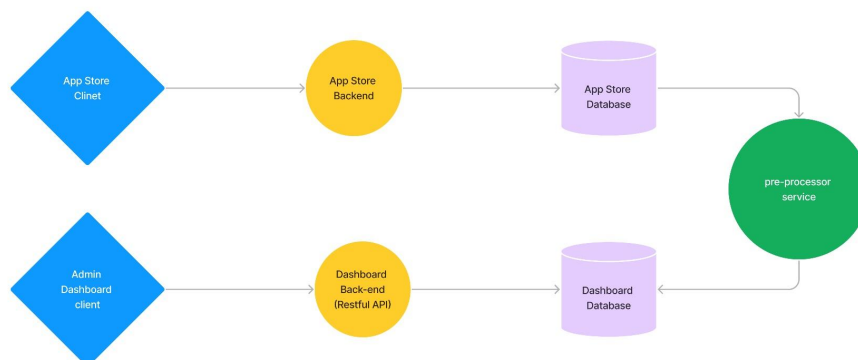 App Store
Clinet
App Store
Backend
App Store
Database
pre-processor
service
Admin
Dashboard
client
Dashboard
Back-end
(Restful API)
Dashboard
Database